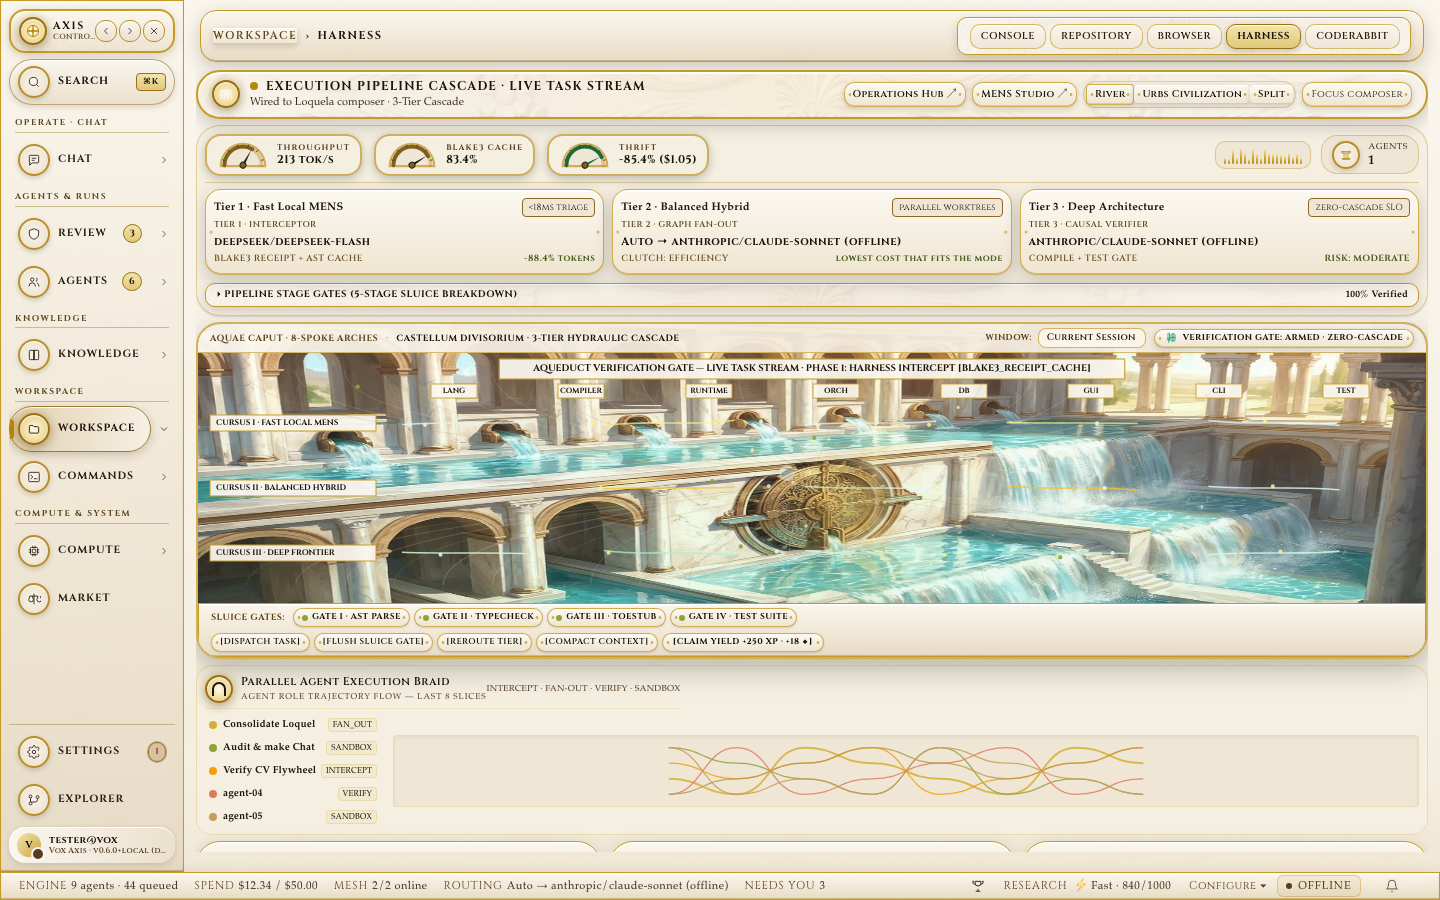 AXIS
CONTRO...
SEARCH
⌘K
OPERATE · CHAT
CHAT
AGENTS & RUNS
REVIEW 3
AGENTS 6
KNOWLEDGE
KNOWLEDGE
WORKSPACE
WORKSPACE
COMMANDS
COMPUTE & SYSTEM
COMPUTE
MARKET
SETTINGS 1
EXPLORER
V
TESTER@VOX
VOX AXIS · V0.6.0+LOCAL (D...
WORKSPACE › HARNESS
CONSOLE REPOSITORY BROWSER HARNESS CODERABBIT
EXECUTION PIPELINE CASCADE · LIVE TASK STREAM
Wired to Loquela composer · 3-Tier Cascade
OPERATIONS HUB ↗ MENS STUDIO ↗ RIVER URBS CIVILIZATION SPLIT FOCUS COMPOSER
THROUGHPUT
213 TOK/S
BLAKE3 CACHE
83.4%
THRIFT
-85.4% ($1.05)
AGENTS
1
Tier 1 · Fast Local MENS <18MS TRIAGE
TIER 1 · INTERCEPTOR
DEEPSEEK/DEEPSEEK-FLASH
BLAKE3 RECEIPT + AST CACHE -88.4% TOKENS
Tier 2 · Balanced Hybrid PARALLEL WORKTREES
TIER 2 · GRAPH FAN-OUT
AUTO → ANTHROPIC/CLAUDE-SONNET (OFFLINE)
CLUTCH: EFFICIENCY LOWEST COST THAT FITS THE MODE
Tier 3 · Deep Architecture ZERO-CASCADE SLO
TIER 3 · CAUSAL VERIFIER
ANTHROPIC/CLAUDE-SONNET (OFFLINE)
COMPILE + TEST GATE RISK: MODERATE
PIPELINE STAGE GATES (5-STAGE SLUICE BREAKDOWN) 100% Verified
AQUAE CAPUT · 8-SPOKE ARCHES · CASTELLUM DIVISORIUM · 3-TIER HYDRAULIC CASCADE
WINDOW: CURRENT SESSION VERIFICATION GATE: ARMED · ZERO-CASCADE
AQUEDUCT VERIFICATION GATE — LIVE TASK STREAM · PHASE I: HARNESS INTERCEPT [BLAKE3_RECEIPT_CACHE]
LANG COMPILER RUNTIME ORCH DB GUI CLI TEST
CURSUS I · FAST LOCAL MENS
CURSUS II · BALANCED HYBRID
CURSUS III · DEEP FRONTIER
SLUICE GATES: GATE I · AST PARSE GATE II · TYPECHECK GATE III · TOESTUB GATE IV · TEST SUITE
[DISPATCH TASK] [FLUSH SLUICE GATE] [REROUTE TIER] [COMPACT CONTEXT] [CLAIM YIELD +250 XP · +18 ◆]
PARALLEL AGENT EXECUTION BRAID
AGENT ROLE TRAJECTORY FLOW — LAST 8 SLICES
INTERCEPT · FAN-OUT · VERIFY · SANDBOX
Consolidate Loquel FAN_OUT
Audit & make Chat SANDBOX
Verify CV Flywheel INTERCEPT
agent-04 VERIFY
agent-05 SANDBOX
ENGINE 9 agents · 44 queued SPEND $12.34 / $50.00 MESH 2/2 online ROUTING Auto → anthropic/claude-sonnet (offline) NEEDS YOU 3 RESEARCH ⚡ Fast · 840/1000 CONFIGURE OFFLINE